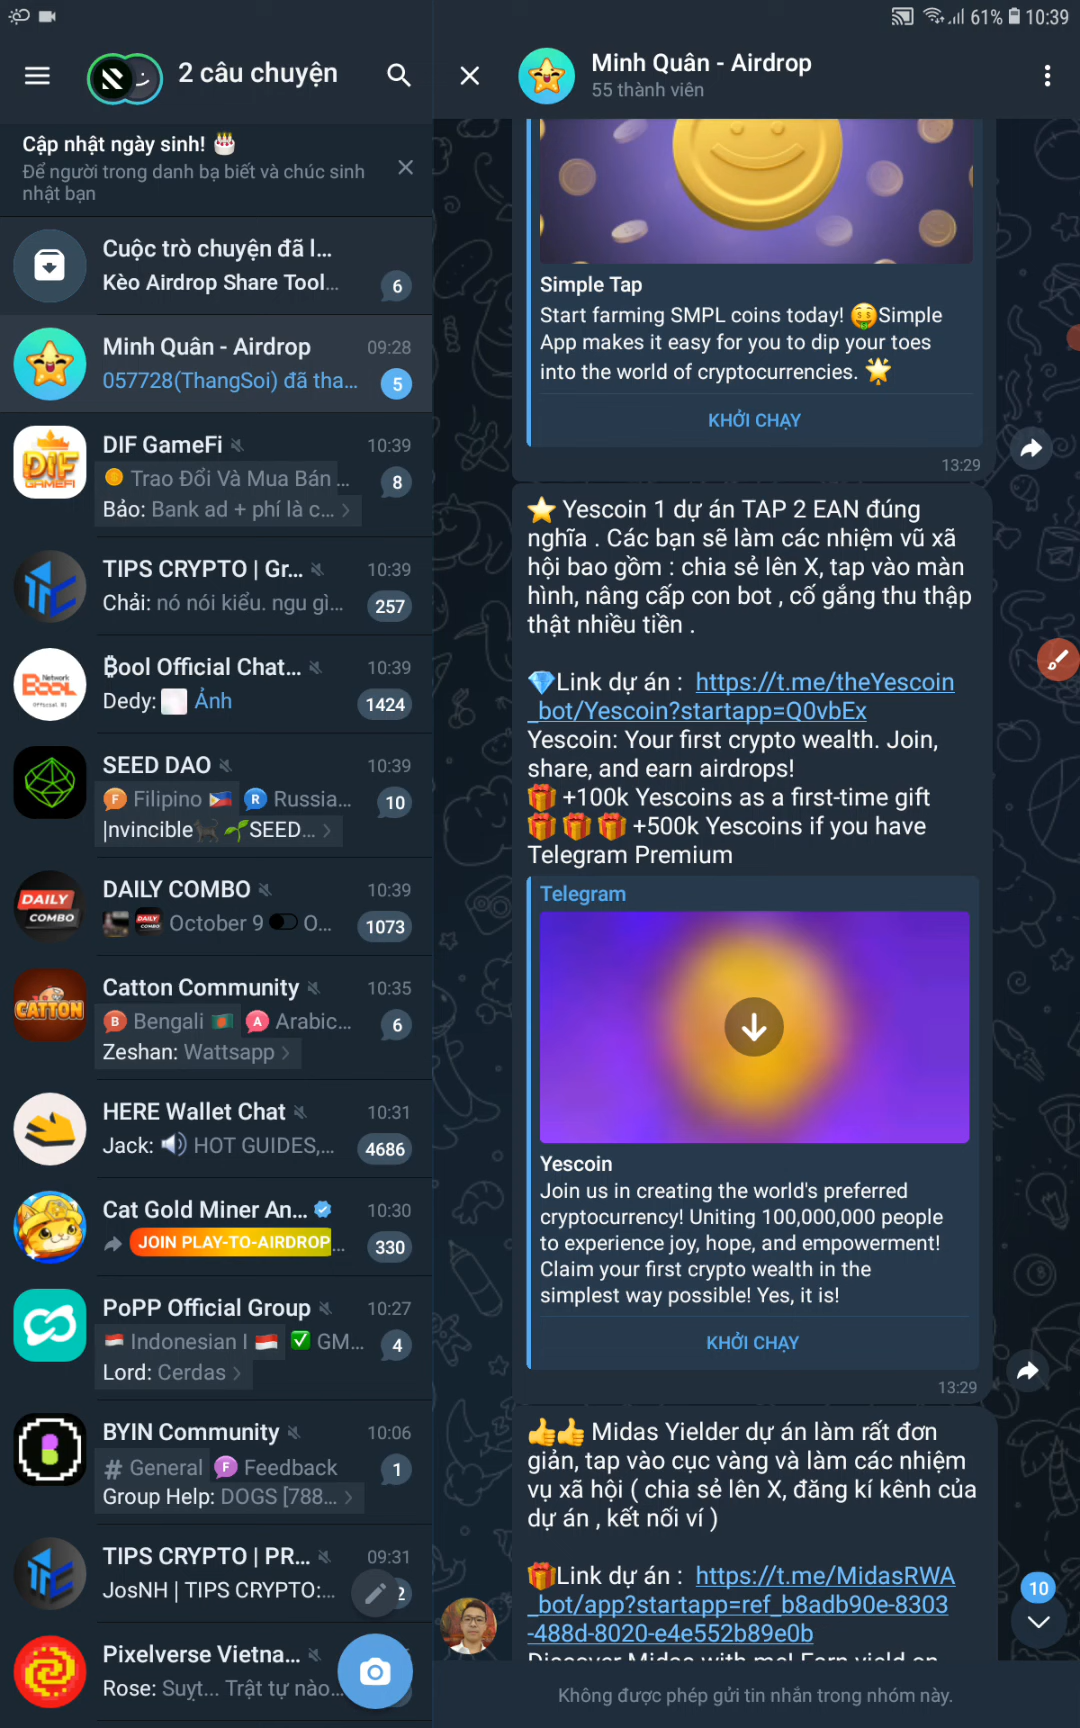 61% 10:39
2 câu chuyện
Cập nhật ngày sinh! 🎂
Để người trong danh bạ biết và chúc sinh
nhật bạn
Cuộc trò chuyện đã l...
Kèo Airdrop Share Tool...
6
Minh Quân - Airdrop 09:28
057728(ThangSoi) đã tha... 5
DIF GameFi 10:39
Trao Đổi Và Mua Bán ... 8
Bảo: Bank ad + phí là c... >
DIF
GAMEFI
TIPS CRYPTO | Gr... 10:39
Chải: nó nói kiểu. ngu gì... 257
₿ool Official Chat... 10:39
Dedy: Ảnh 1424
Network
BOOL
SEED DAO 10:39
F Filipino 🇵🇭 R Russia... 10
|nvincible🐈‍⬛🌱SEED... >
DAILY COMBO 10:39
October 9 O... 1073
DAILY
COMBO
Catton Community 10:35
B Bengali 🇧🇩 A Arabic... 6
Zeshan: Wattsapp >
CATTON
HERE Wallet Chat 10:31
Jack: 🔊 HOT GUIDES,... 4686
Cat Gold Miner An... 10:30
JOIN PLAY-TO-AIRDROP... 330
PoPP Official Group 10:27
🇮🇩 Indonesian I 🇮🇩 ✅ GM... 4
Lord: Cerdas >
BYIN Community 10:06
# General F Feedback 1
Group Help: DOGS [788... >
TIPS CRYPTO | PR... 09:31
JosNH | TIPS CRYPTO:... 2
Pixelverse Vietna...
Rose: Suỵt... Trật tự nào...
Minh Quân - Airdrop
55 thành viên
Simple Tap
Start farming SMPL coins today! 🤑Simple
App makes it easy for you to dip your toes
into the world of cryptocurrencies. 🌟
KHỞI CHẠY
13:29
⭐ Yescoin 1 dự án TAP 2 EAN đúng
nghĩa . Các bạn sẽ làm các nhiệm vũ xã
hội bao gồm : chia sẻ lên X, tap vào màn
hình, nâng cấp con bot , cố gắng thu thập
thật nhiều tiền .
💎Link dự án : https://t.me/theYescoin
_bot/Yescoin?startapp=Q0vbEx
Yescoin: Your first crypto wealth. Join,
share, and earn airdrops!
🎁 +100k Yescoins as a first-time gift
🎁🎁🎁 +500k Yescoins if you have
Telegram Premium
Telegram
Yescoin
Join us in creating the world's preferred
cryptocurrency! Uniting 100,000,000 people
to experience joy, hope, and empowerment!
Claim your first crypto wealth in the
simplest way possible! Yes, it is!
KHỞI CHẠY
13:29
👍👍 Midas Yielder dự án làm rất đơn
giản, tap vào cục vàng và làm các nhiệm
vụ xã hội ( chia sẻ lên X, đăng kí kênh của
dự án , kết nối ví )
🎁Link dự án : https://t.me/MidasRWA
_bot/app?startapp=ref_b8adb90e-8303
-488d-8020-e4e552b89e0b
Discover Midas with me! Earn yield on
10
Không được phép gửi tin nhắn trong nhóm này.